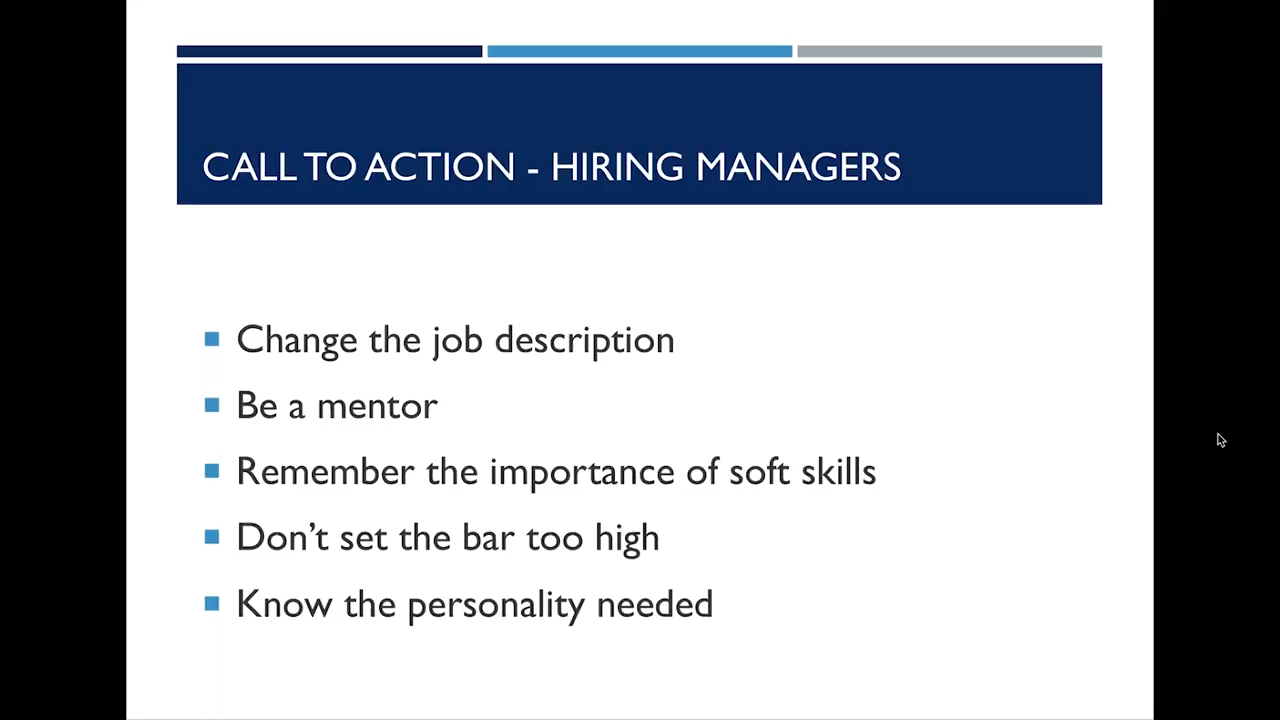 CALL TO ACTION - HIRING MANAGERS
Change the job description
Be a mentor
Remember the importance of soft skills
Don’t set the bar too high
Know the personality needed